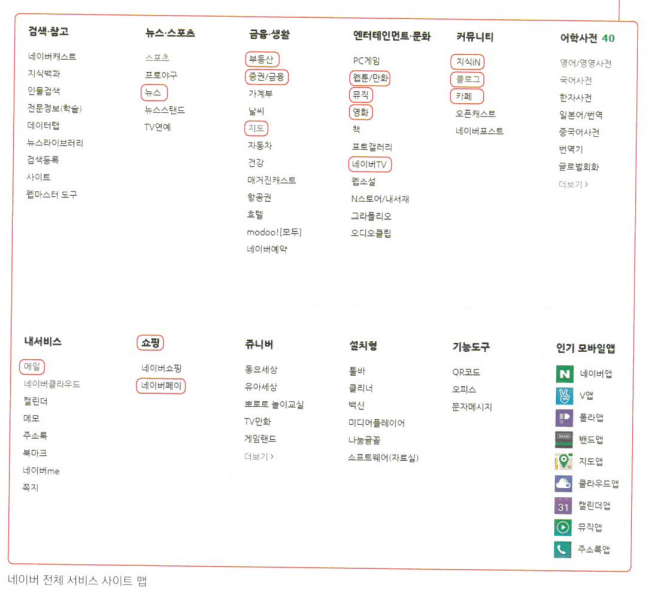 검색·참고
네이버캐스트
지식백과
인물검색
전문정보(학술)
데이터랩
뉴스라이브러리
검색등록
사이트
웹마스터 도구
뉴스·스포츠
스포츠
프로야구
뉴스
뉴스스탠드
TV연예
금융·생활
부동산
증권/금융
가계부
날씨
지도
자동차
건강
매거진캐스트
항공권
호텔
modoo![모두]
네이버예약
엔터테인먼트·문화
PC게임
웹툰/만화
뮤직
영화
책
포토갤러리
네이버TV
웹소설
N스토어/내서재
그라폴리오
오디오클립
커뮤니티
지식iN
블로그
카페
오픈캐스트
네이버포스트
어학사전 40
영어/영영사전
국어사전
한자사전
일본어/번역
중국어사전
번역기
글로벌회화
더보기 >
내서비스
메일
네이버클라우드
캘린더
메모
주소록
북마크
네이버me
쪽지
쇼핑
네이버쇼핑
네이버페이
쥬니버
동요세상
유아세상
뽀로로 놀이교실
TV만화
게임랜드
더보기 >
설치형
툴바
클리너
백신
미디어플레이어
나눔글꼴
소프트웨어(자료실)
기능도구
QR코드
오피스
문자메시지
인기 모바일앱
N 네이버앱
V앱
폴라앱
밴드앱
지도앱
클라우드앱
31 캘린더앱
뮤직앱
주소록앱
네이버 전체 서비스 사이트 맵